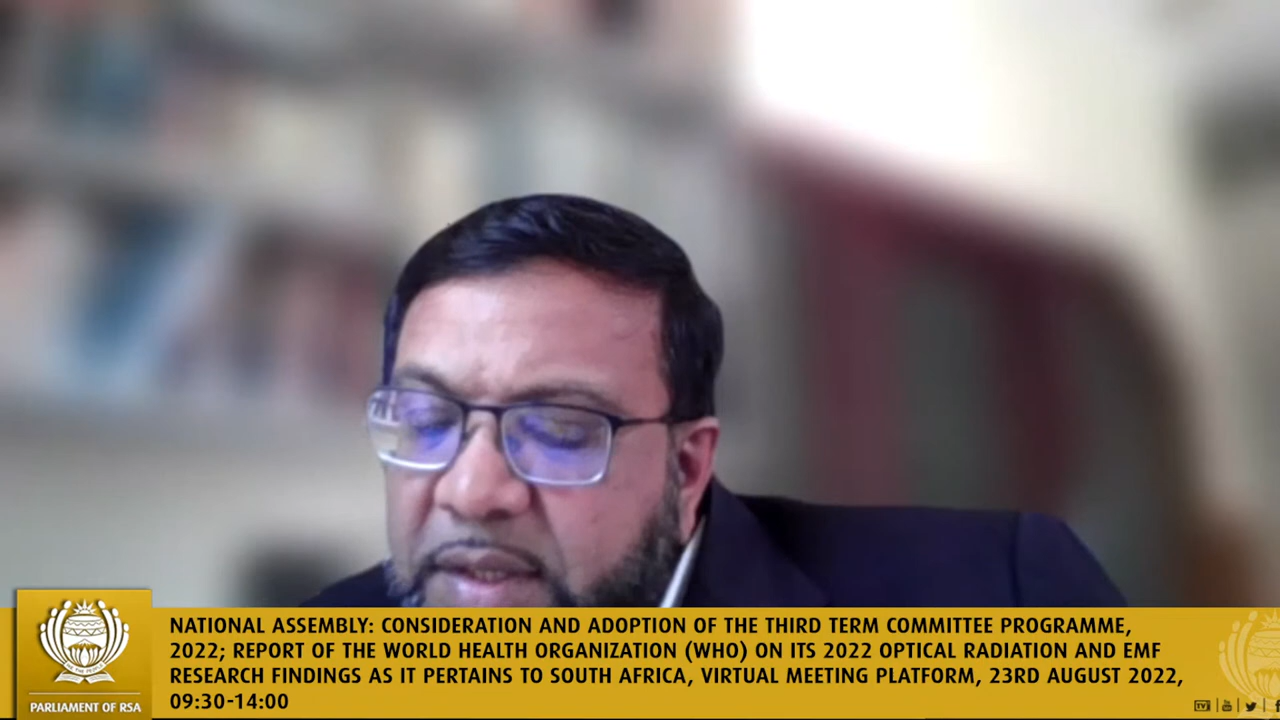 NATIONAL ASSEMBLY: CONSIDERATION AND ADOPTION OF THE THIRD TERM COMMITTEE PROGRAMME,
2022; REPORT OF THE WORLD HEALTH ORGANIZATION (WHO) ON ITS 2022 OPTICAL RADIATION AND EMF
RESEARCH FINDINGS AS IT PERTAINS TO SOUTH AFRICA, VIRTUAL MEETING PLATFORM, 23RD AUGUST 2022,
09:30-14:00
PARLIAMENT OF RSA